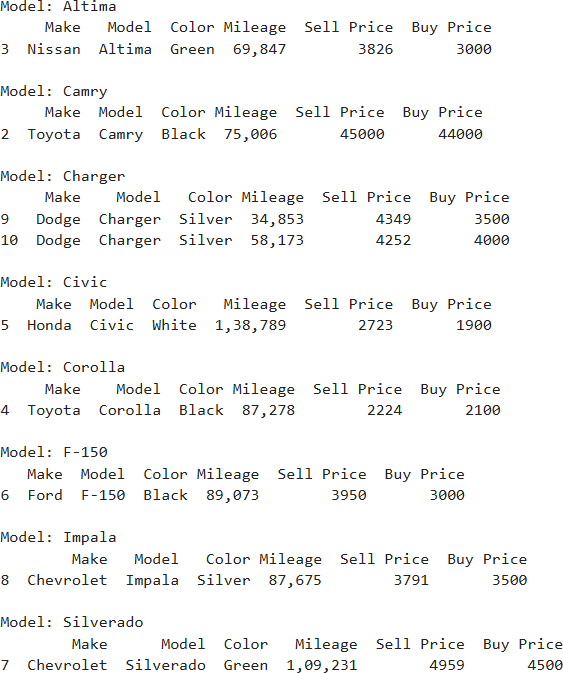 Model: Altima
     Make   Model  Color Mileage  Sell Price  Buy Price
3  Nissan  Altima  Green  69,847        3826       3000

Model: Camry
     Make  Model  Color Mileage  Sell Price  Buy Price
2  Toyota  Camry  Black  75,006       45000      44000

Model: Charger
     Make    Model   Color Mileage  Sell Price  Buy Price
9   Dodge  Charger  Silver  34,853        4349       3500
10  Dodge  Charger  Silver  58,173        4252       4000

Model: Civic
    Make  Model  Color   Mileage  Sell Price  Buy Price
5  Honda  Civic  White  1,38,789        2723       1900

Model: Corolla
     Make    Model  Color Mileage  Sell Price  Buy Price
4  Toyota  Corolla  Black  87,278        2224       2100

Model: F-150
   Make  Model  Color Mileage  Sell Price  Buy Price
6  Ford  F-150  Black  89,073        3950       3000

Model: Impala
        Make   Model   Color Mileage  Sell Price  Buy Price
8  Chevrolet  Impala  Silver  87,675        3791       3500

Model: Silverado
        Make      Model  Color   Mileage  Sell Price  Buy Price
7  Chevrolet  Silverado  Green  1,09,231        4959       4500